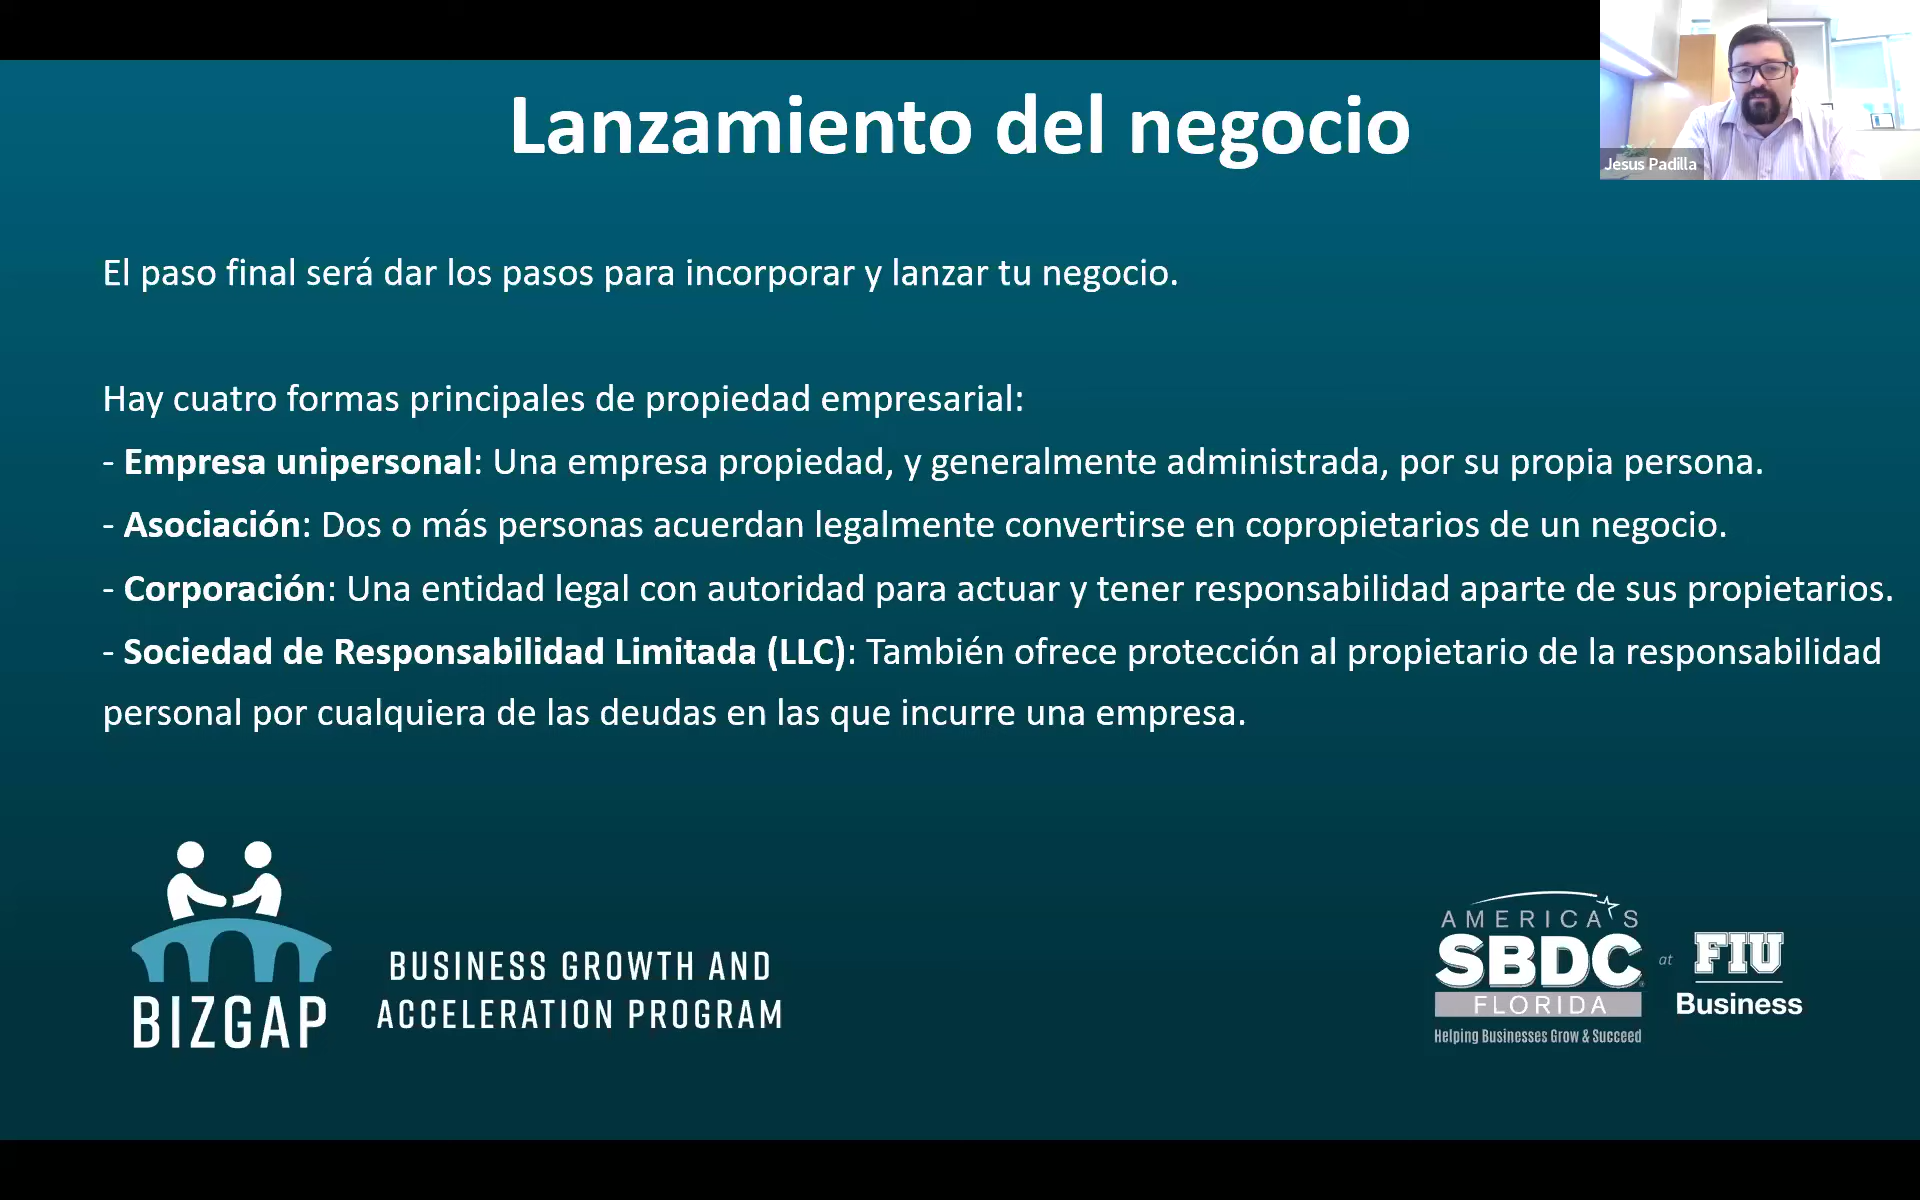 Lanzamiento del negocio
Jesus Padilla
El paso final será dar los pasos para incorporar y lanzar tu negocio.
Hay cuatro formas principales de propiedad empresarial:
- Empresa unipersonal: Una empresa propiedad, y generalmente administrada, por su propia persona.
- Asociación: Dos o más personas acuerdan legalmente convertirse en copropietarios de un negocio.
- Corporación: Una entidad legal con autoridad para actuar y tener responsabilidad aparte de sus propietarios.
- Sociedad de Responsabilidad Limitada (LLC): También ofrece protección al propietario de la responsabilidad
personal por cualquiera de las deudas en las que incurre una empresa.
BIZGAP
BUSINESS GROWTH AND
ACCELERATION PROGRAM
AMERICA'S
SBDC
FLORIDA
Helping Businesses Grow & Succeed
at
FIU
Business